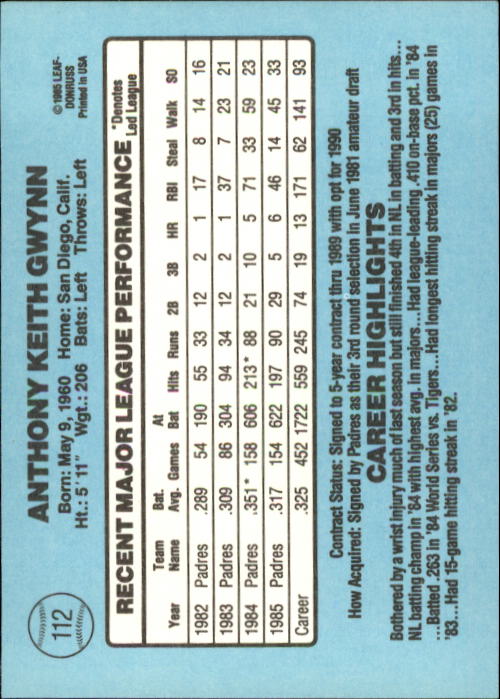 112
ANTHONY KEITH GWYNN
Born: May 9, 1960 Home: San Diego, Calif.
Ht.: 5'11" Wgt.: 206 Bats: Left Throws: Left
©1985 LEAF-
DONRUSS
Printed in USA
RECENT MAJOR LEAGUE PERFORMANCE *Denotes Led League
Year Team Name Bat. Avg. Games At Bat Hits Runs 2B 3B HR RBI Steal Walk SO
1982 Padres .289 54 190 55 33 12 2 1 17 8 14 16
1983 Padres .309 86 304 94 34 12 2 1 37 7 23 21
1984 Padres .351* 158 606 213* 88 21 10 5 71 33 59 23
1985 Padres .317 154 622 197 90 29 5 6 46 14 45 33
Career .325 452 1722 559 245 74 19 13 171 62 141 93
Contract Status: Signed to 5-year contract thru 1989 with opt for 1990
How Acquired: Signed by Padres as their 3rd round selection in June 1981 amateur draft
CAREER HIGHLIGHTS
Bothered by a wrist injury much of last season but still finished 4th in NL in batting and 3rd in hits...
NL batting champ in '84 with highest avg. in majors...Had league-leading .410 on-base pct. in '84
...Batted .263 in '84 World Series vs. Tigers...Had longest hitting streak in majors (25) games in
'83...Had 15-game hitting streak in '82.